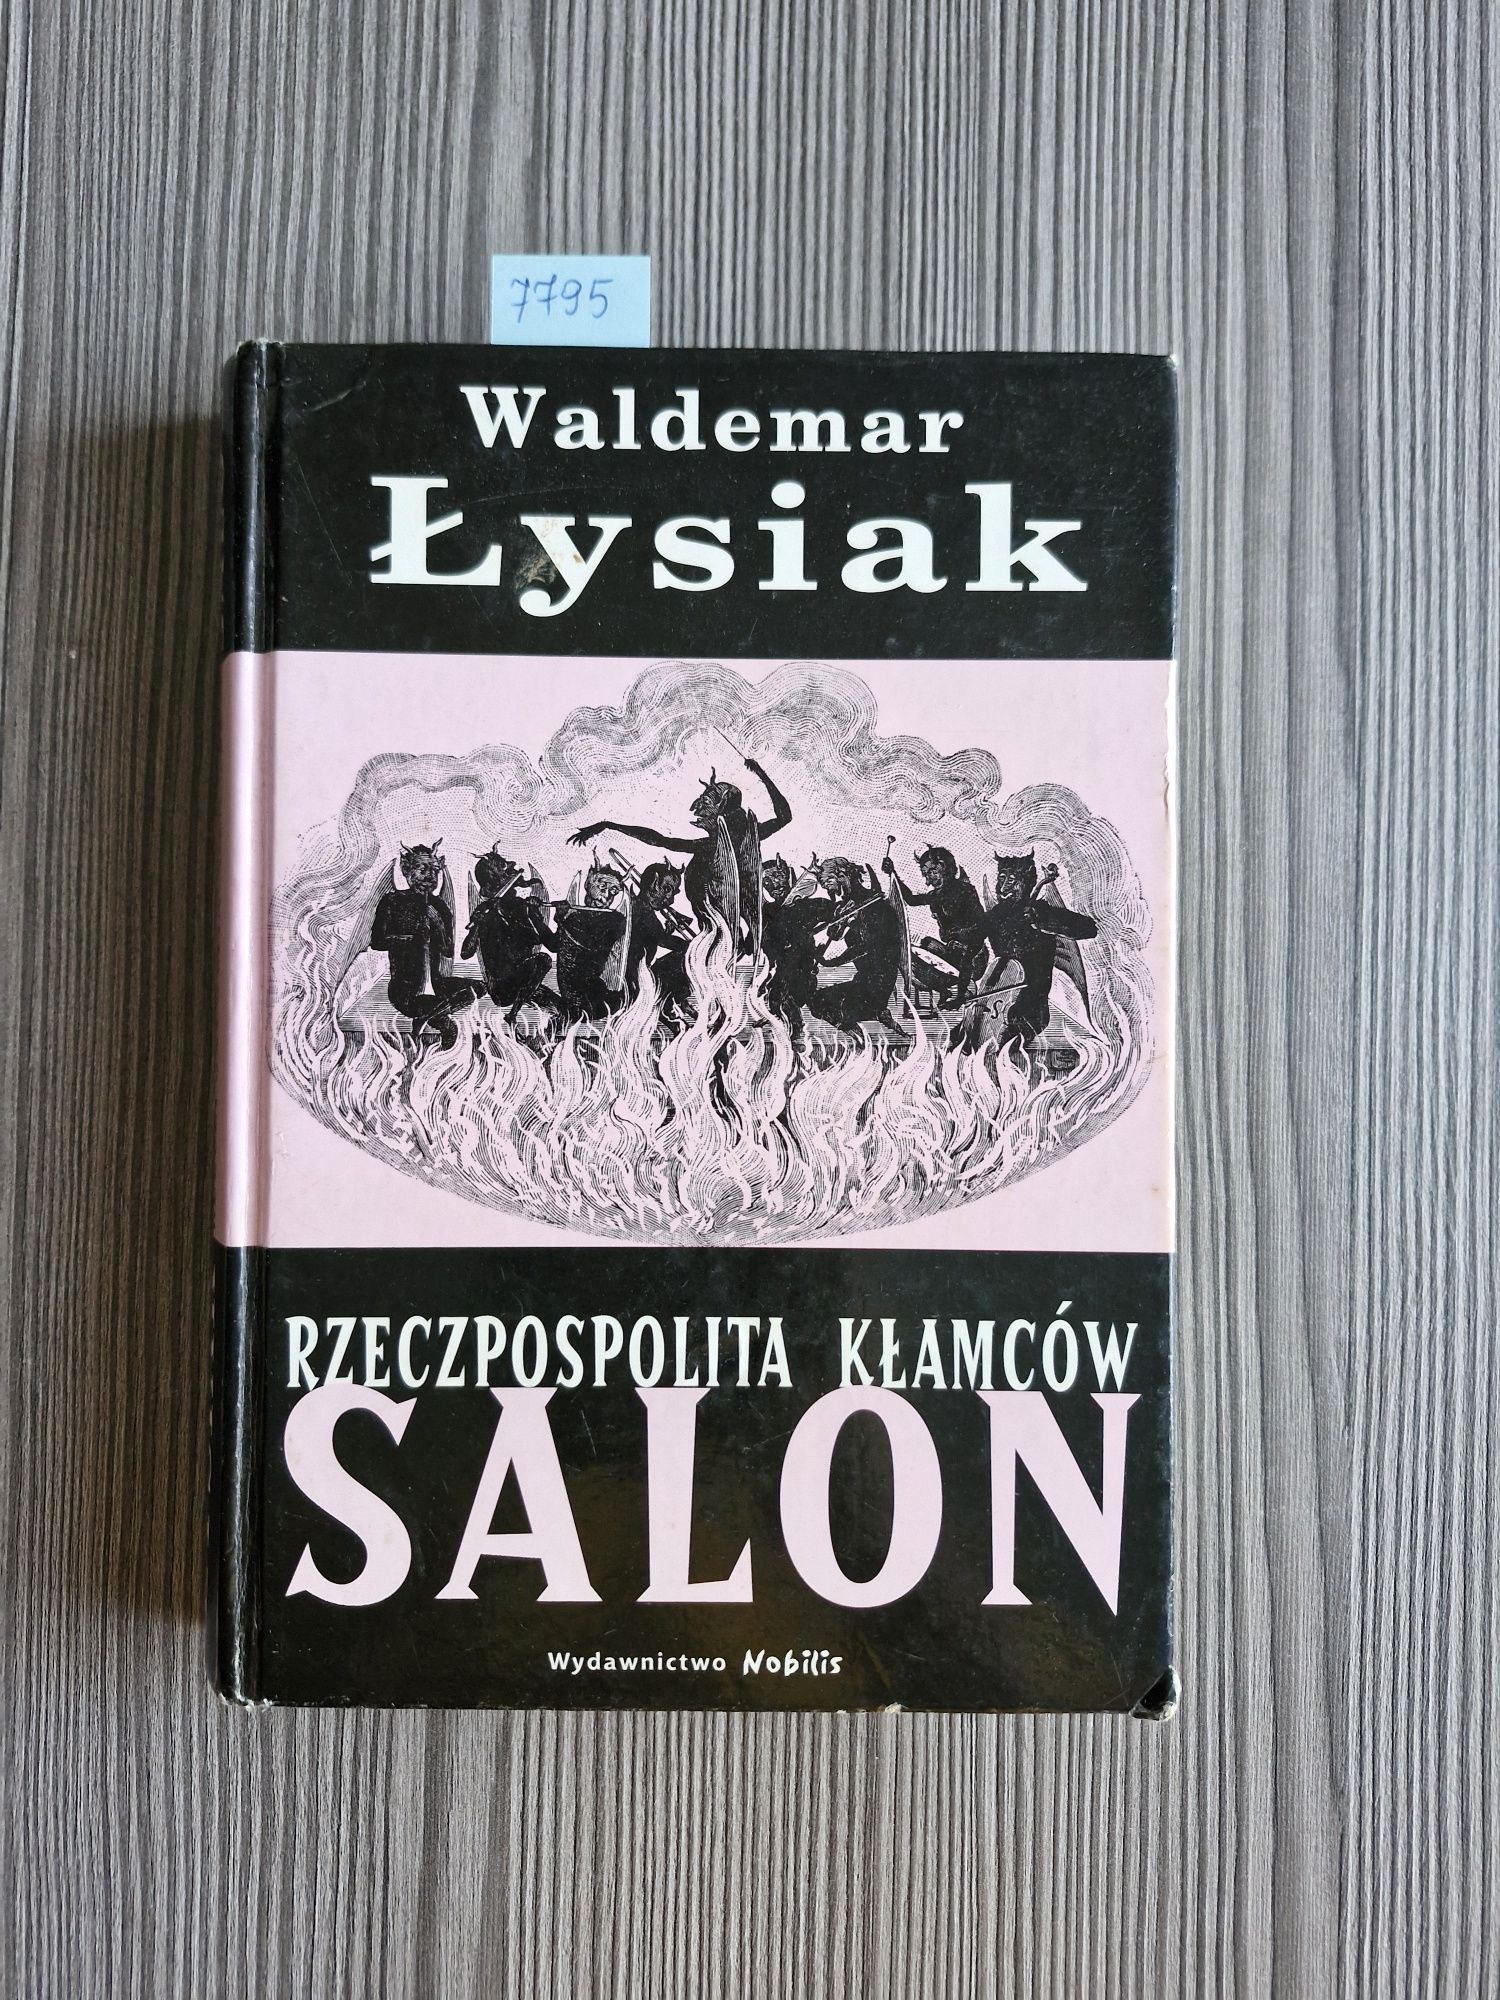 7795
Waldemar
Łysiak
RZECZPOSPOLITA KŁAMCÓW
SALON
Wydawnictwo Nobilis